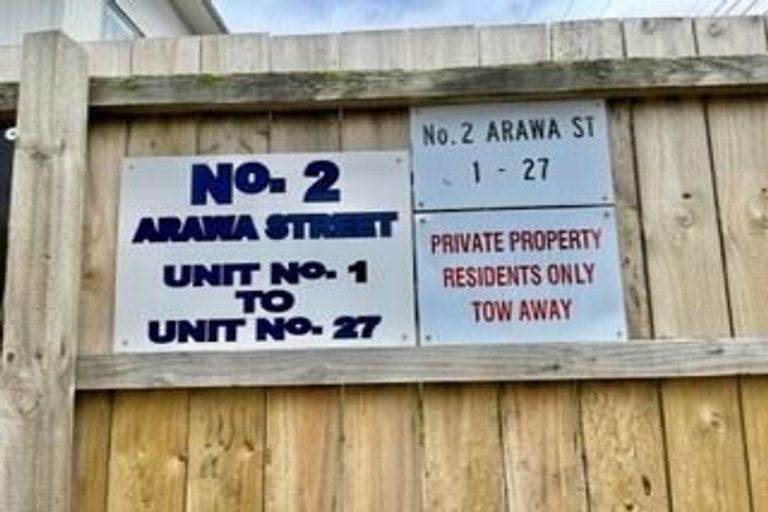 No. 2
ARAWA STREET
UNIT No. 1
TO
UNIT No. 27
No. 2 ARAWA ST
1 - 27
PRIVATE PROPERTY
RESIDENTS ONLY
TOW AWAY